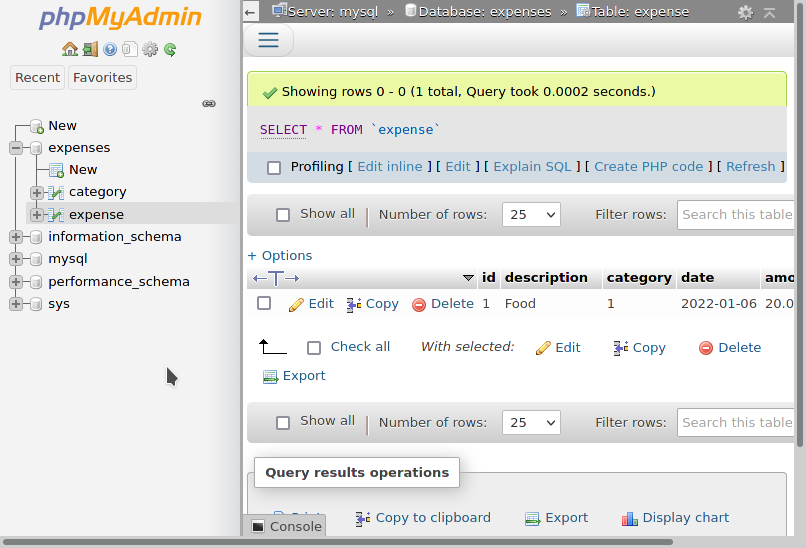 phpMyAdmin
Recent Favorites
New
expenses
New
category
expense
information_schema
mysql
performance_schema
sys
← Server: mysql » Database: expenses » Table: expense
Showing rows 0 - 0 (1 total, Query took 0.0002 seconds.)
SELECT * FROM `expense`
Profiling [ Edit inline ] [ Edit ] [ Explain SQL ] [ Create PHP code ] [ Refresh ]
Show all Number of rows: 25 Filter rows: Search this table
+ Options
←T→ id description category date amo
Edit Copy Delete 1 Food 1 2022-01-06 20.0
Check all With selected: Edit Copy Delete
Export
Show all Number of rows: 25 Filter rows: Search this table
Query results operations
Copy to clipboard Export Display chart
Console